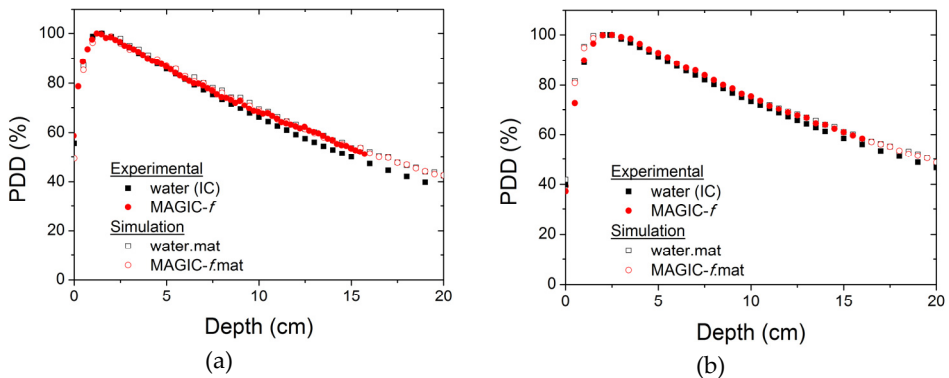 PDD (%)
100
80
60
40
20
0
Experimental
water (IC)
MAGIC-f
Simulation
water.mat
MAGIC-f.mat
0 5 10 15 20
Depth (cm)
(a)
PDD (%)
100
80
60
40
20
0
Experimental
water (IC)
MAGIC-f
Simulation
water.mat
MAGIC-f.mat
0 5 10 15 20
Depth (cm)
(b)